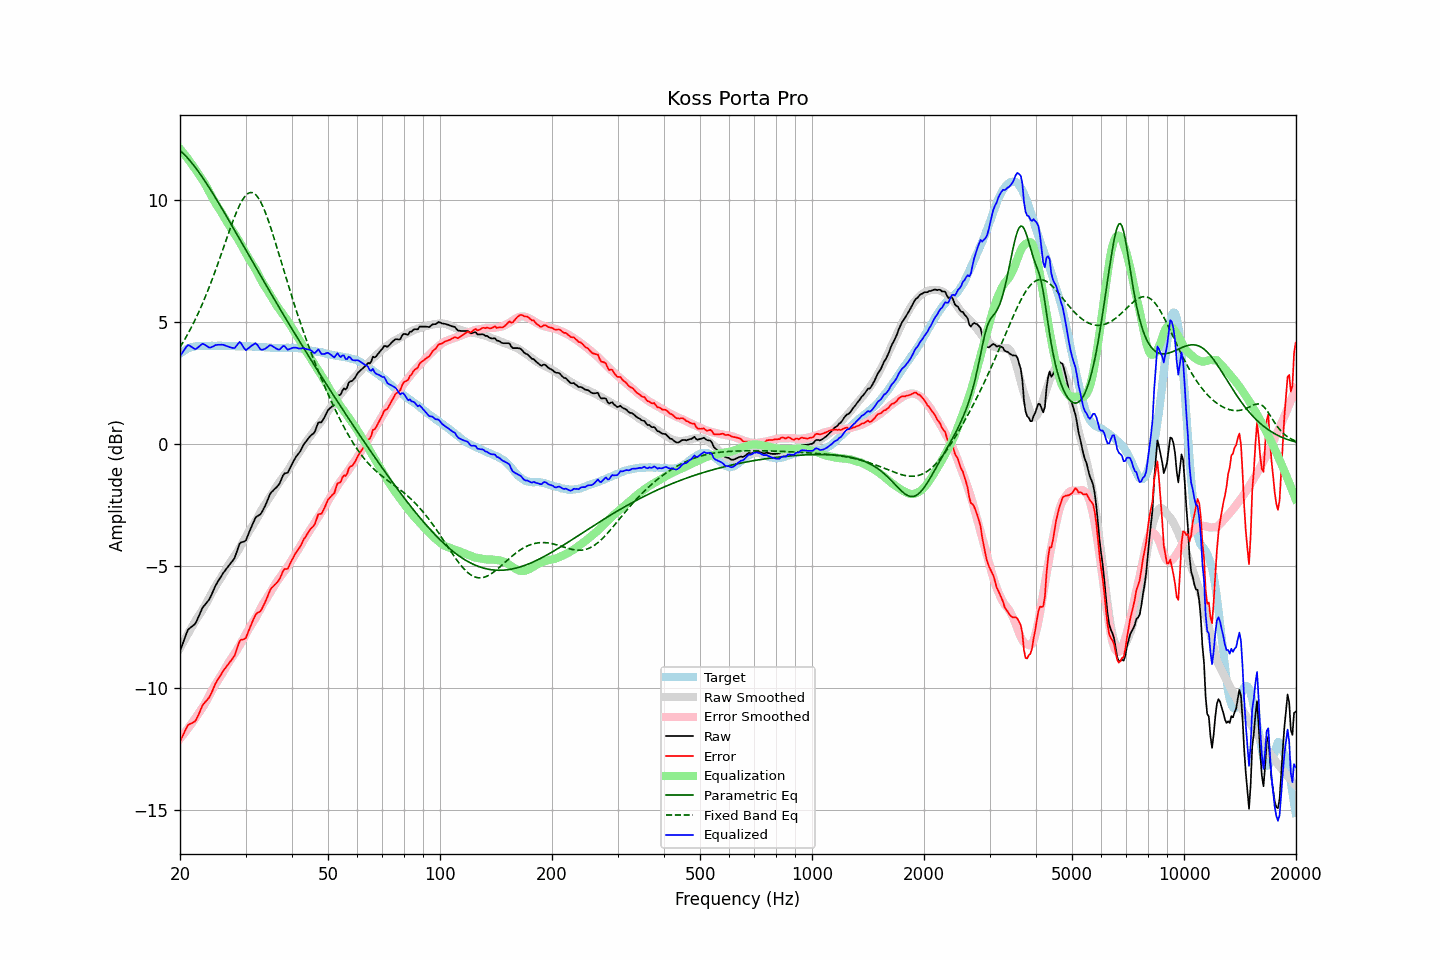 Koss Porta Pro
Amplitude (dBr)
10
5
0
−5
−10
−15
Target
Raw Smoothed
Error Smoothed
Raw
Error
Equalization
Parametric Eq
Fixed Band Eq
Equalized
20 50 100 200 500 1000 2000 5000 10000 20000
Frequency (Hz)